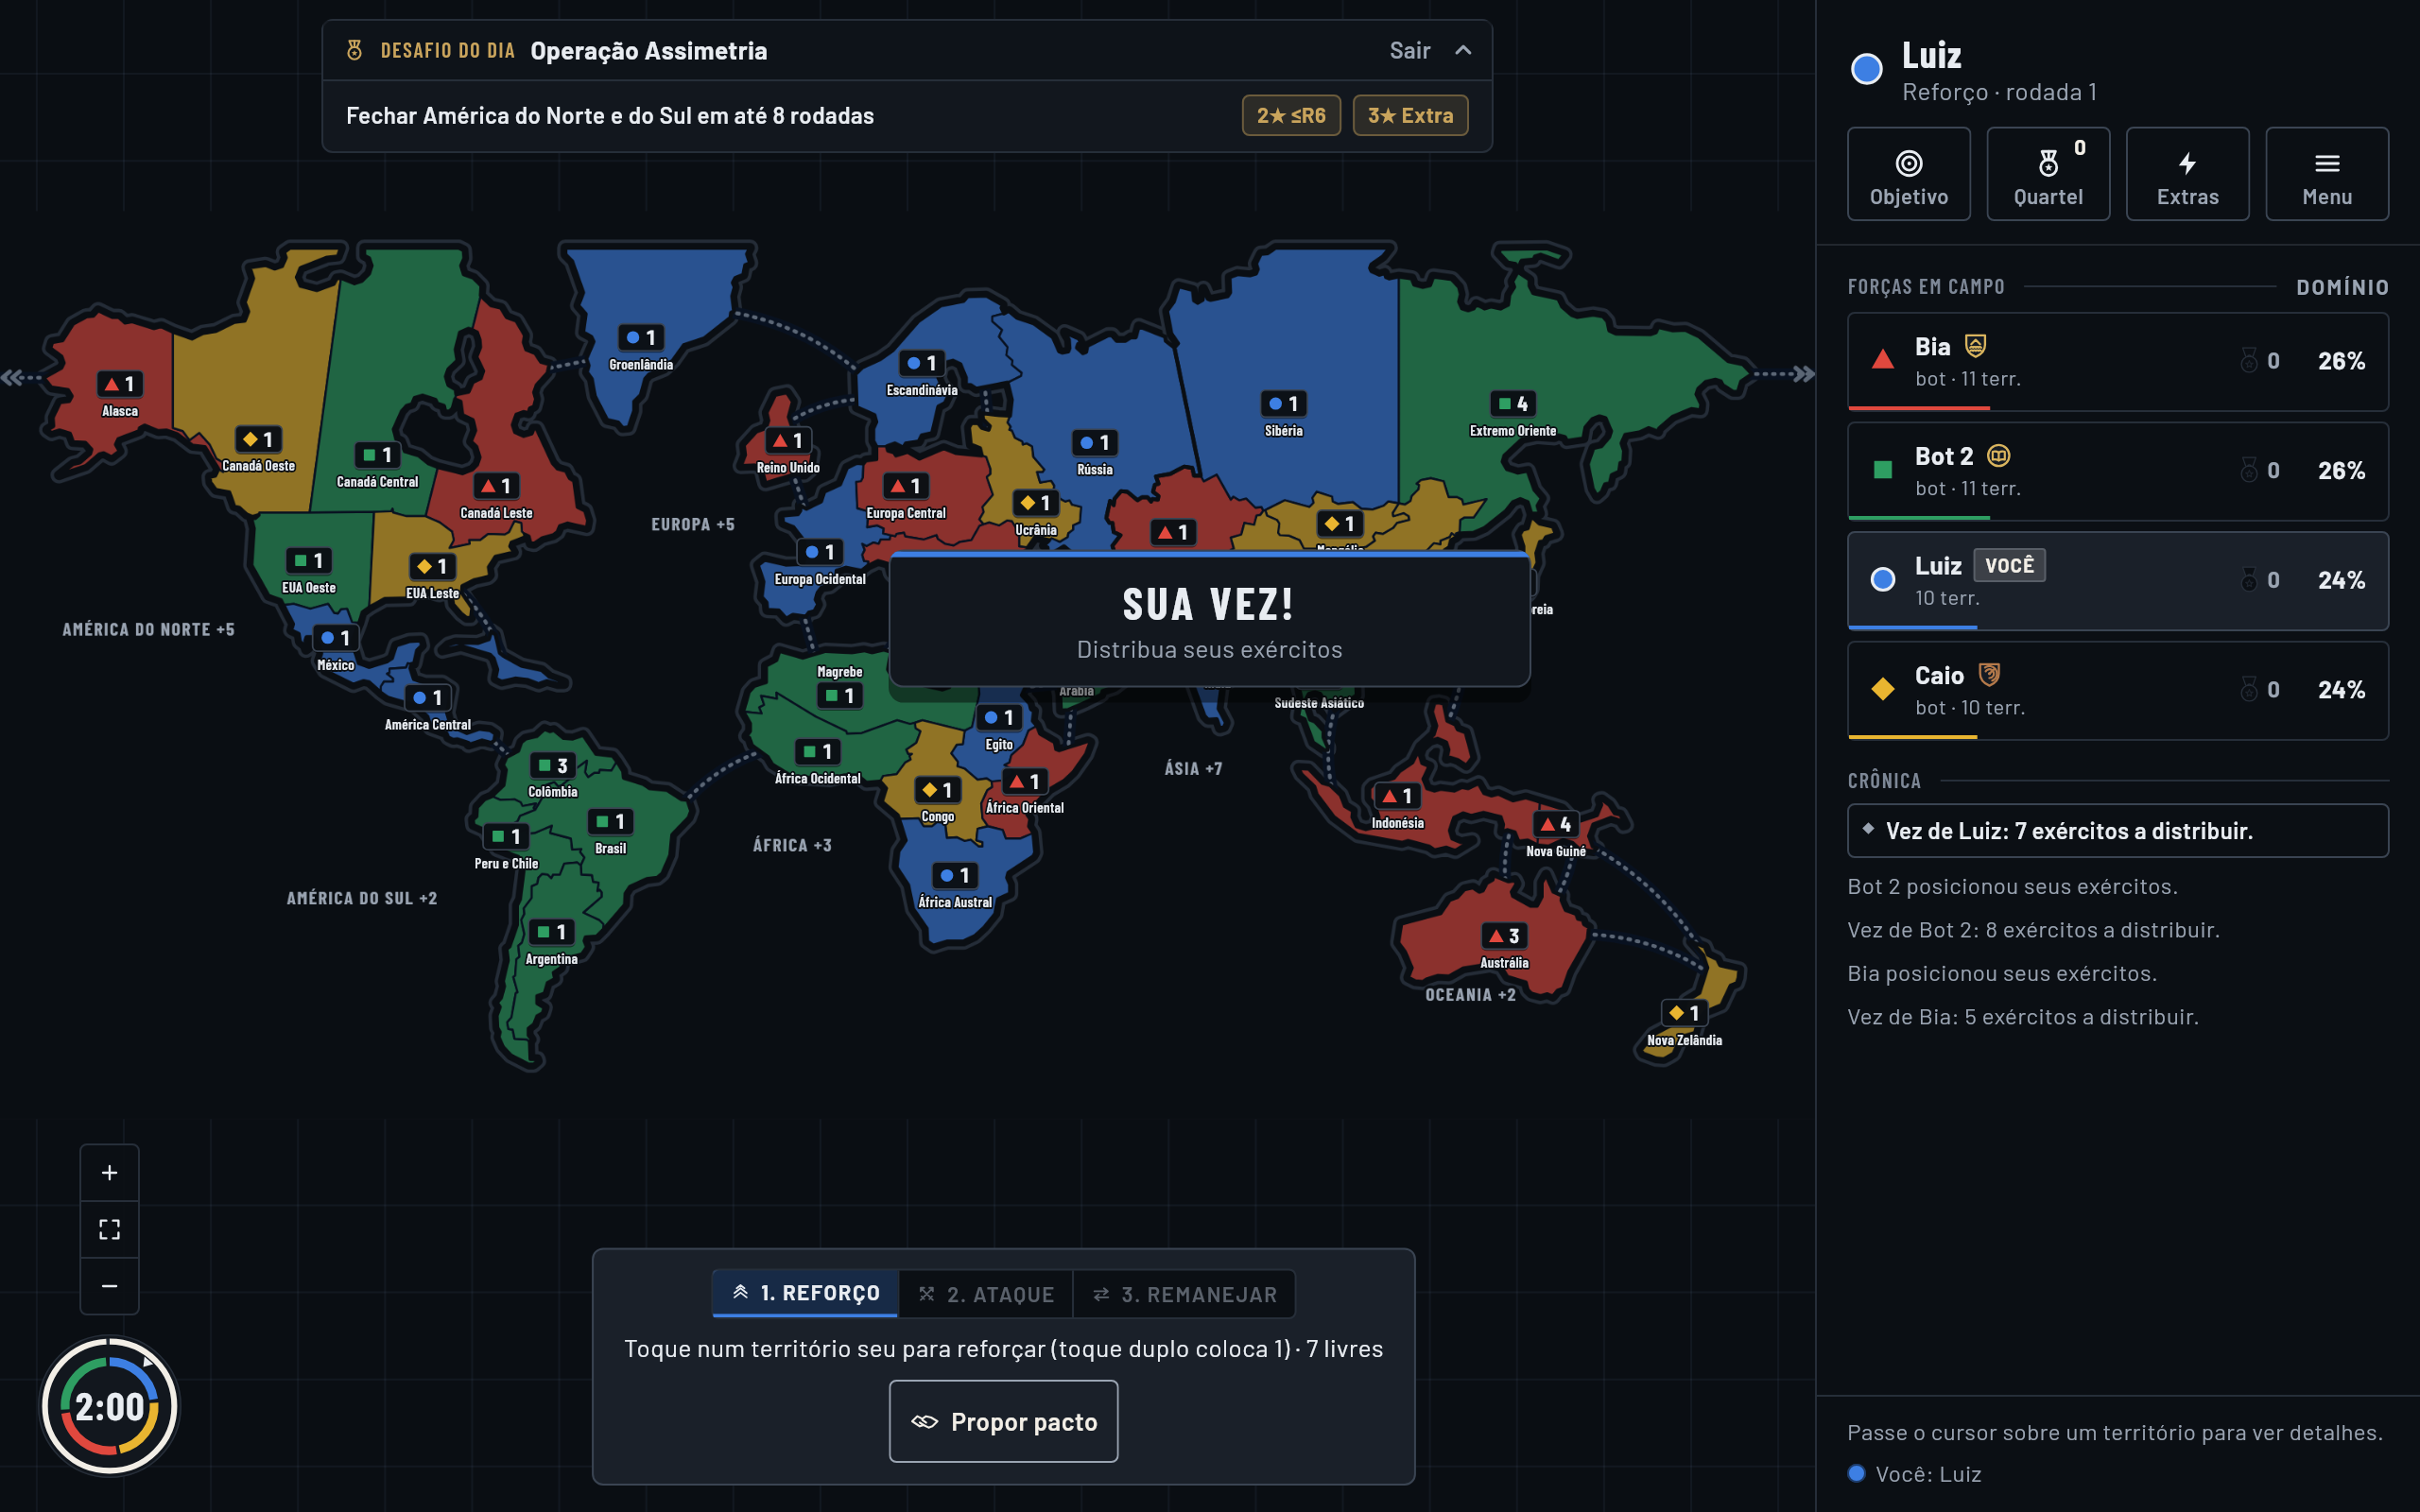 DESAFIO DO DIA Operação Assimetria Sair
Fechar América do Norte e do Sul em até 8 rodadas 2★ ≤R6 3★ Extra
Luiz
Reforço · rodada 1
0
Objetivo Quartel Extras Menu
FORÇAS EM CAMPO DOMÍNIO
Bia 0 26%
bot · 11 terr.
Bot 2 0 26%
bot · 11 terr.
Luiz VOCÊ 0 24%
10 terr.
Caio 0 24%
bot · 10 terr.
CRÔNICA
Vez de Luiz: 7 exércitos a distribuir.
Bot 2 posicionou seus exércitos.
Vez de Bot 2: 8 exércitos a distribuir.
Bia posicionou seus exércitos.
Vez de Bia: 5 exércitos a distribuir.
Passe o cursor sobre um território para ver detalhes.
Você: Luiz
1
Alasca
1
Canadá Oeste
1
Canadá Central
1
Canadá Leste
1
Groenlândia
1
EUA Oeste
1
EUA Leste
1
México
1
América Central
AMÉRICA DO NORTE +5
3
Colômbia
1
Peru e Chile
1
Brasil
1
Argentina
AMÉRICA DO SUL +2
EUROPA +5
1
Escandinávia
1
Reino Unido
1
Europa Central
1
Ucrânia
1
Rússia
1
Europa Ocidental
1
Sibéria
4
Extremo Oriente
1
1
SUA VEZ!
Distribua seus exércitos
Magrebe
1
1
África Ocidental
1
Egito
1
África Oriental
1
Congo
1
África Austral
ÁFRICA +3
Arábia
Sudeste Asiático
ÁSIA +7
1
Indonésia
4
Nova Guiné
3
Austrália
OCEANIA +2
1
Nova Zelândia
+
−
2:00
1. REFORÇO 2. ATAQUE 3. REMANEJAR
Toque num território seu para reforçar (toque duplo coloca 1) · 7 livres
Propor pacto